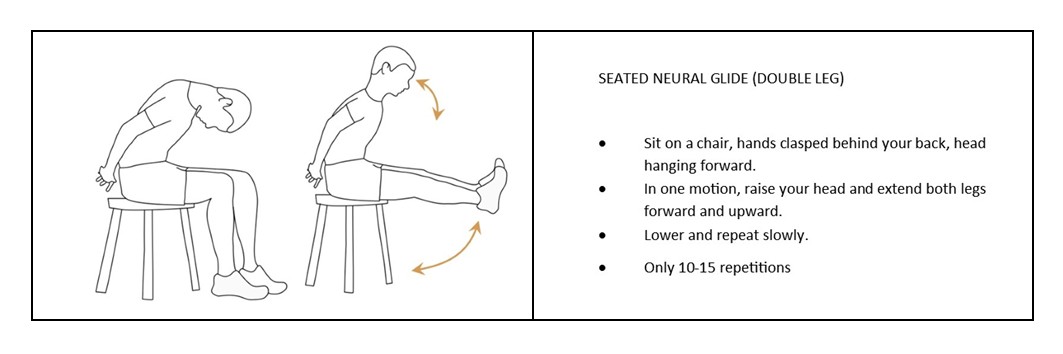 SEATED NEURAL GLIDE (DOUBLE LEG)
• Sit on a chair, hands clasped behind your back, head
hanging forward.
• In one motion, raise your head and extend both legs
forward and upward.
• Lower and repeat slowly.
• Only 10-15 repetitions